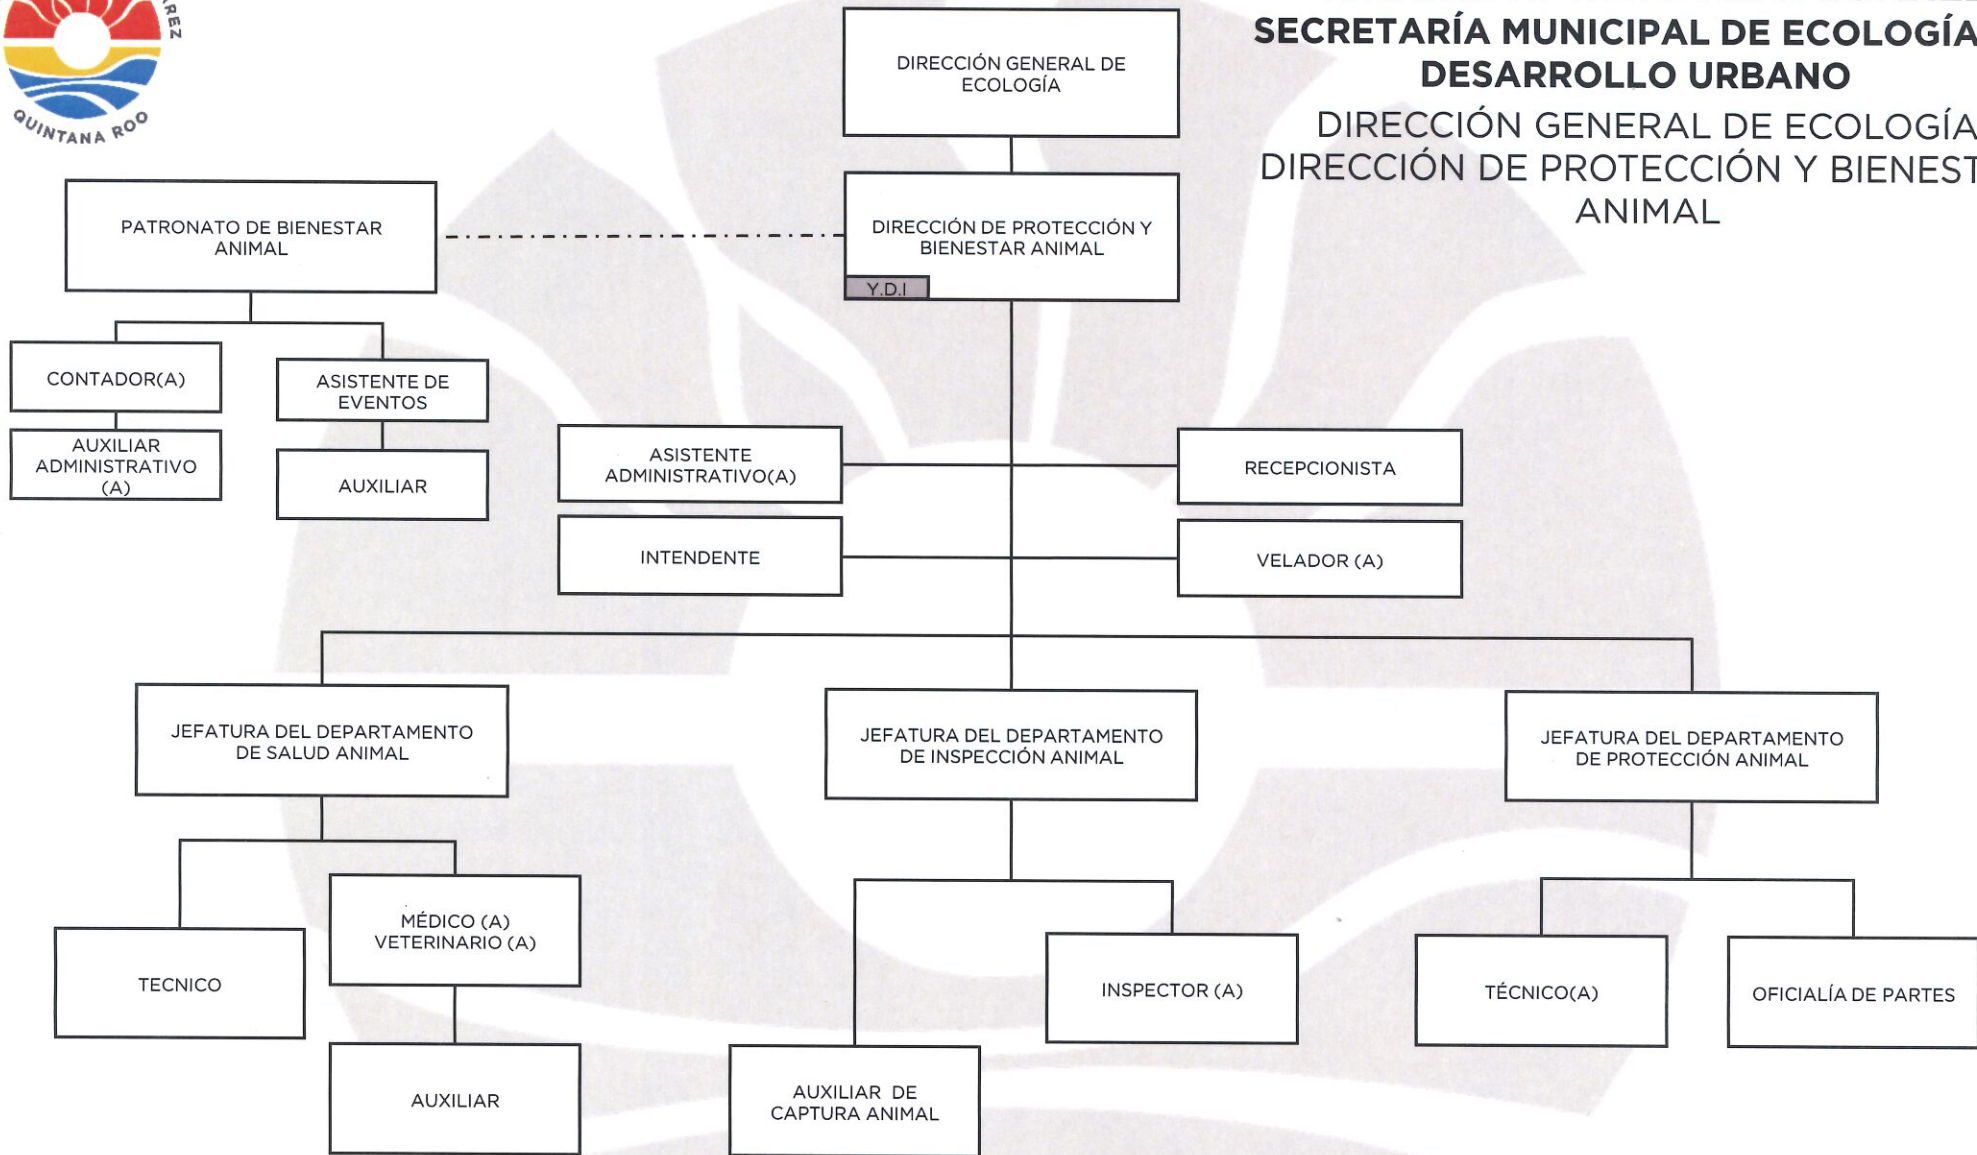 QUINTANA ROO
SECRETARÍA MUNICIPAL DE ECOLOGÍA
DESARROLLO URBANO
DIRECCIÓN GENERAL DE ECOLOGÍA
DIRECCIÓN DE PROTECCIÓN Y
ANIMAL
DIRECCIÓN GENERAL DE
ECOLOGÍA
DIRECCIÓN DE PROTECCIÓN Y
BIENESTAR ANIMAL
Y.D.I
PATRONATO DE BIENESTAR
ANIMAL
CONTADOR(A)
AUXILIAR
ADMINISTRATIVO
(A)
ASISTENTE DE
EVENTOS
AUXILIAR
ASISTENTE
ADMINISTRATIVO(A)
RECEPCIONISTA
INTENDENTE
VELADOR (A)
JEFATURA DEL DEPARTAMENTO
DE SALUD ANIMAL
TECNICO
MÉDICO (A)
VETERINARIO (A)
AUXILIAR
JEFATURA DEL DEPARTAMENTO
DE INSPECCIÓN ANIMAL
AUXILIAR DE
CAPTURA ANIMAL
INSPECTOR (A)
JEFATURA DEL DEPARTAMENTO
DE PROTECCIÓN ANIMAL
TÉCNICO(A)
OFICIALÍA DE PARTES